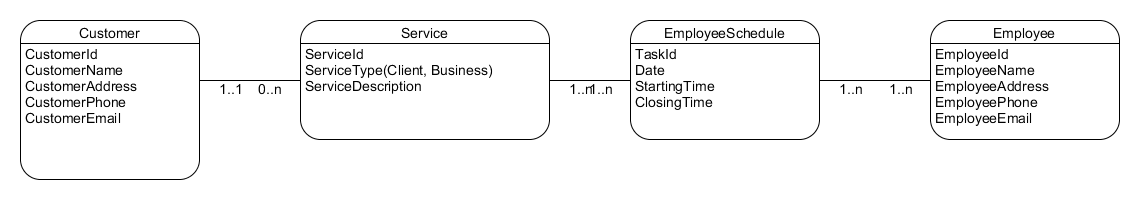 Customer
CustomerId
CustomerName
CustomerAddress
CustomerPhone
CustomerEmail
1..1
0..n
Service
ServiceId
ServiceType(Client, Business)
ServiceDescription
1..n
1..n
EmployeeSchedule
TaskId
Date
StartingTime
ClosingTime
1..n
1..n
Employee
EmployeeId
EmployeeName
EmployeeAddress
EmployeePhone
EmployeeEmail